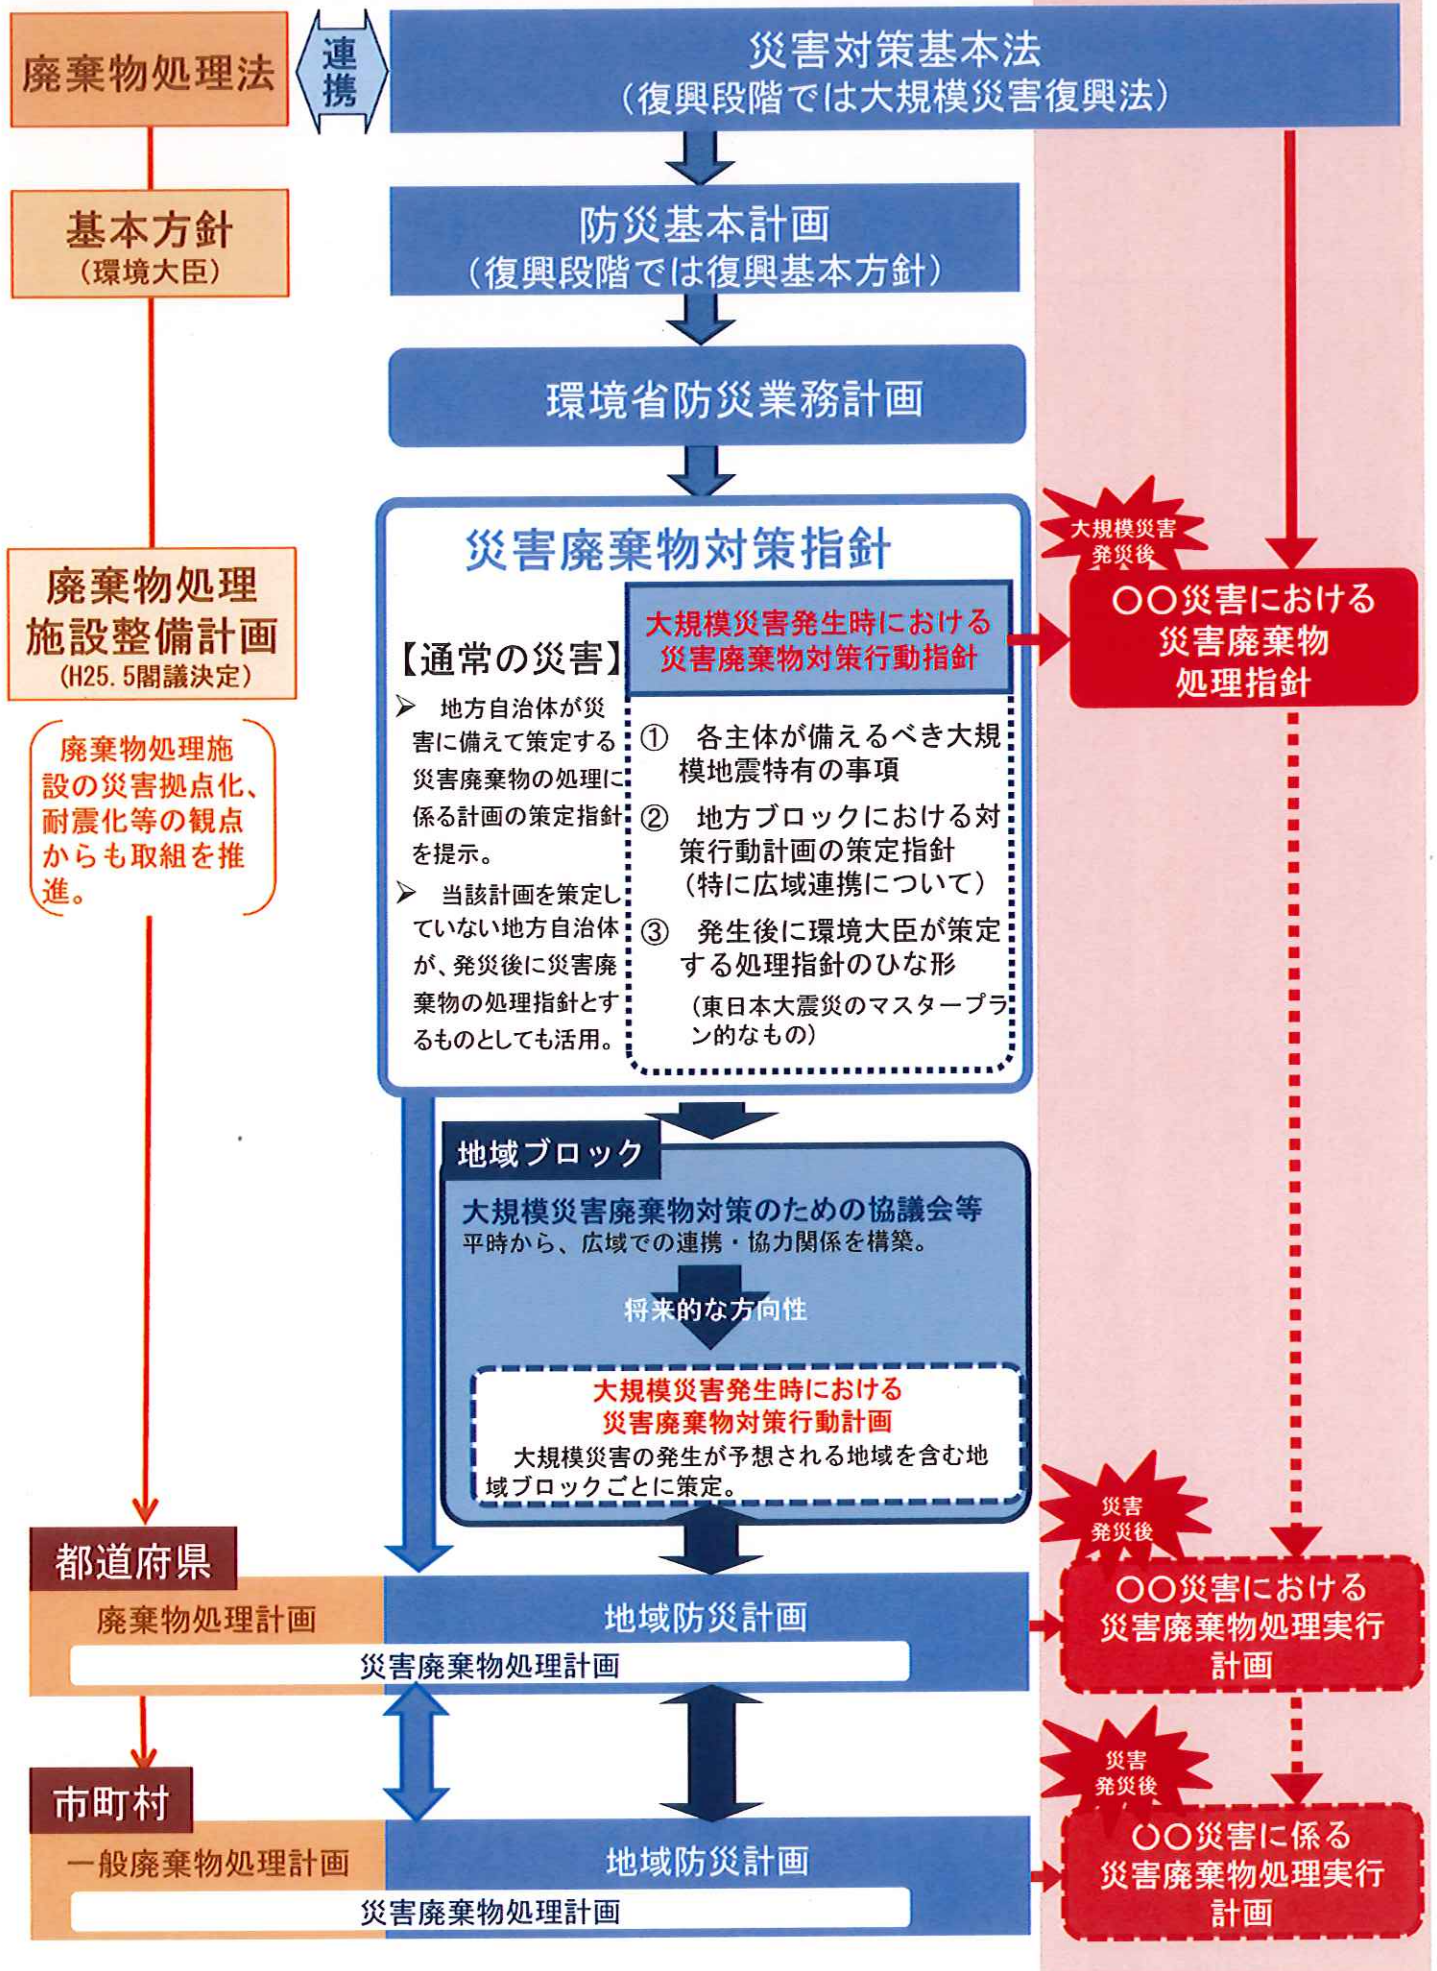 廃棄物処理法
連
携
災害対策基本法
（復興段階では大規模災害復興法）
基本方針
（環境大臣）
防災基本計画
（復興段階では復興基本方針）
環境省防災業務計画
廃棄物処理
施設整備計画
（H25.5閣議決定）
廃棄物処理施
設の災害拠点化、
耐震化等の観点
からも取組を推
進。
災害廃棄物対策指針
【通常の災害】
➢ 地方自治体が災
害に備えて策定する
災害廃棄物の処理に
係る計画の策定指針
を提示。
➢ 当該計画を策定し
ていない地方自治体
が、発災後に災害廃
棄物の処理指針とす
るものとしても活用。
大規模災害発生時における
災害廃棄物対策行動指針
① 各主体が備えるべき大規
模地震特有の事項
② 地方ブロックにおける対
策行動計画の策定指針
（特に広域連携について）
③ 発生後に環境大臣が策定
する処理指針のひな形
（東日本大震災のマスタープラ
ン的なもの）
大規模災害
発災後
〇〇災害における
災害廃棄物
処理指針
地域ブロック
大規模災害廃棄物対策のための協議会等
平時から、広域での連携・協力関係を構築。
将来的な方向性
大規模災害発生時における
災害廃棄物対策行動計画
大規模災害の発生が予想される地域を含む地
域ブロックごとに策定。
都道府県
廃棄物処理計画
地域防災計画
災害廃棄物処理計画
災害
発災後
〇〇災害における
災害廃棄物処理実行
計画
市町村
一般廃棄物処理計画
地域防災計画
災害廃棄物処理計画
災害
発災後
〇〇災害に係る
災害廃棄物処理実行
計画